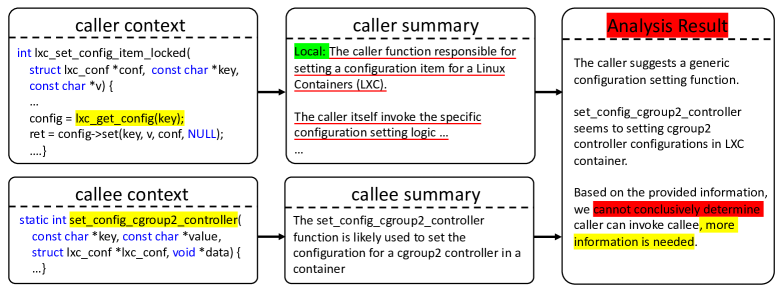 caller context
int lxc_set_config_item_locked(
struct lxc_conf *conf, const char *key,
const char *v) {
...
config = lxc_get_config(key);
ret = config->set(key, v, conf, NULL);
....}
caller summary
Local: The caller function responsible for
setting a configuration item for a Linux
Containers (LXC).
The caller itself invoke the specific
configuration setting logic ...
...
Analysis Result
The caller suggests a generic
configuration setting function.
set_config_cgroup2_controller
seems to setting cgroup2
controller configurations in LXC
container.
Based on the provided information,
we cannot conclusively determine
caller can invoke callee, more
information is needed.
callee context
static int set_config_cgroup2_controller(
const char *key, const char *value,
struct lxc_conf *lxc_conf, void *data) {
...}
callee summary
The set_config_cgroup2_controller
function is likely used to set the
configuration for a cgroup2 controller in a
container